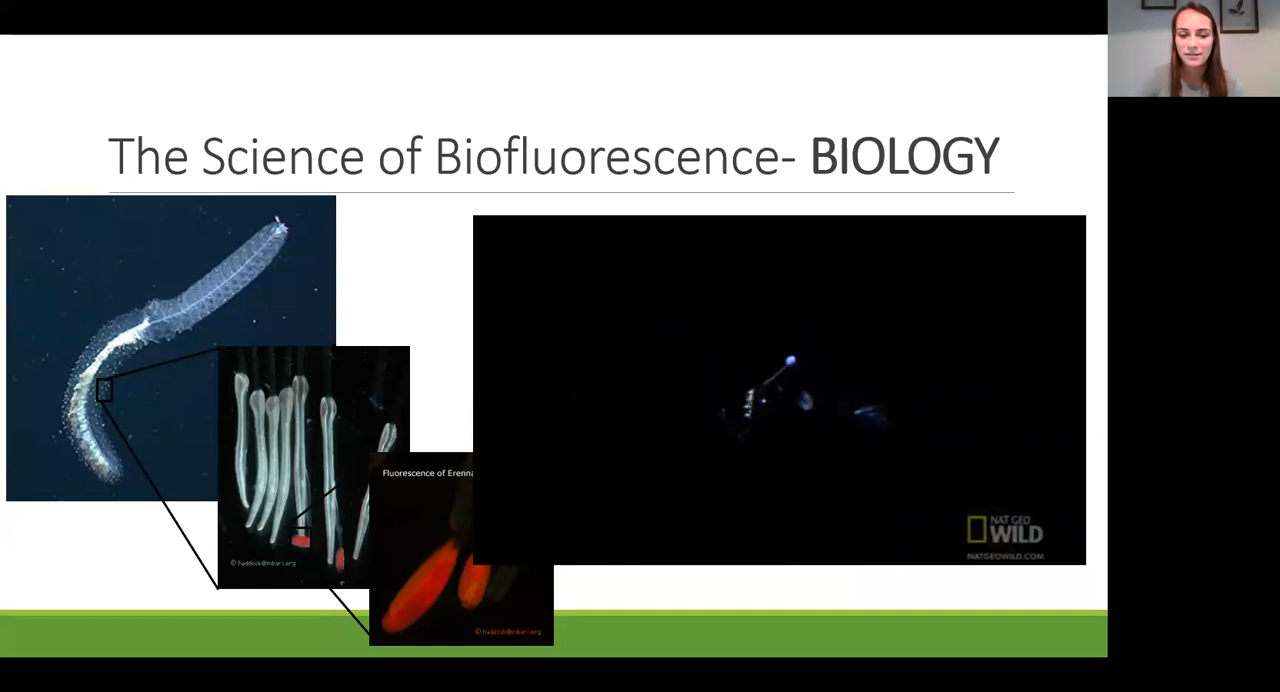 The Science of Biofluorescence- BIOLOGY
Fluorescence of Erenna
© haddock@mbari.org
© haddock@mbari.org
NAT GEO
WILD
NATGEOWILD.COM